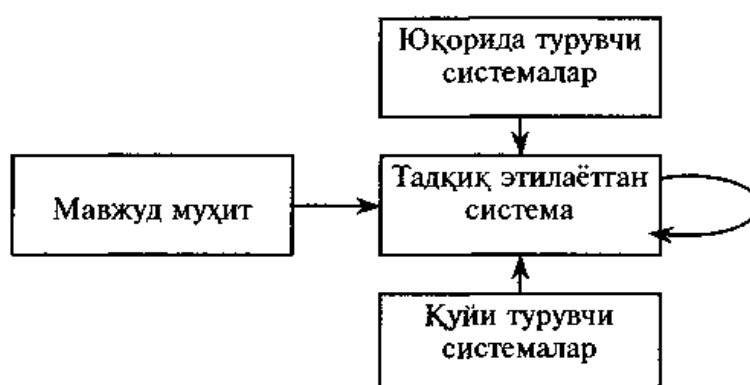 Юқорида турувчи
системалар
Мавжуд муҳит
Тадқиқ этилаётган
система
Қуйи турувчи
системалар